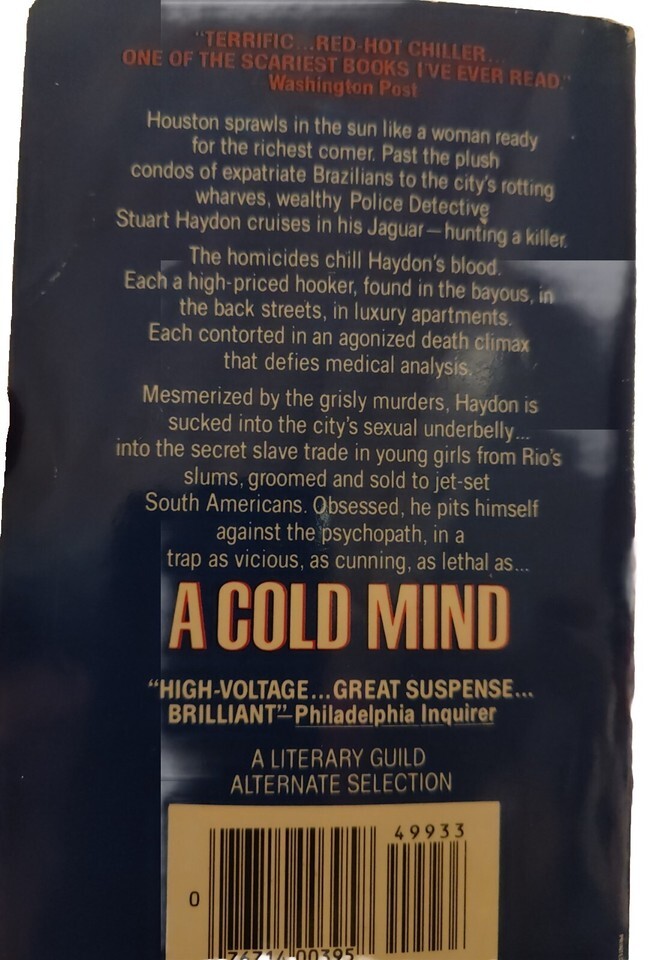 "TERRIFIC...RED-HOT CHILLER...
ONE OF THE SCARIEST BOOKS I'VE EVER READ."
Washington Post
Houston sprawls in the sun like a woman ready
for the richest comer. Past the plush
condos of expatriate Brazilians to the city's rotting
wharves, wealthy Police Detective
Stuart Haydon cruises in his Jaguar—hunting a killer.
The homicides chill Haydon's blood.
Each a high-priced hooker, found in the bayous, in
the back streets, in luxury apartments.
Each contorted in an agonized death climax
that defies medical analysis.
Mesmerized by the grisly murders, Haydon is
sucked into the city's sexual underbelly...
into the secret slave trade in young girls from Rio's
slums, groomed and sold to jet-set
South Americans. Obsessed, he pits himself
against the psychopath, in a
trap as vicious, as cunning, as lethal as...
A COLD MIND
"HIGH-VOLTAGE...GREAT SUSPENSE...
BRILLIANT"—Philadelphia Inquirer
A LITERARY GUILD
ALTERNATE SELECTION
49933
0
76714 00395